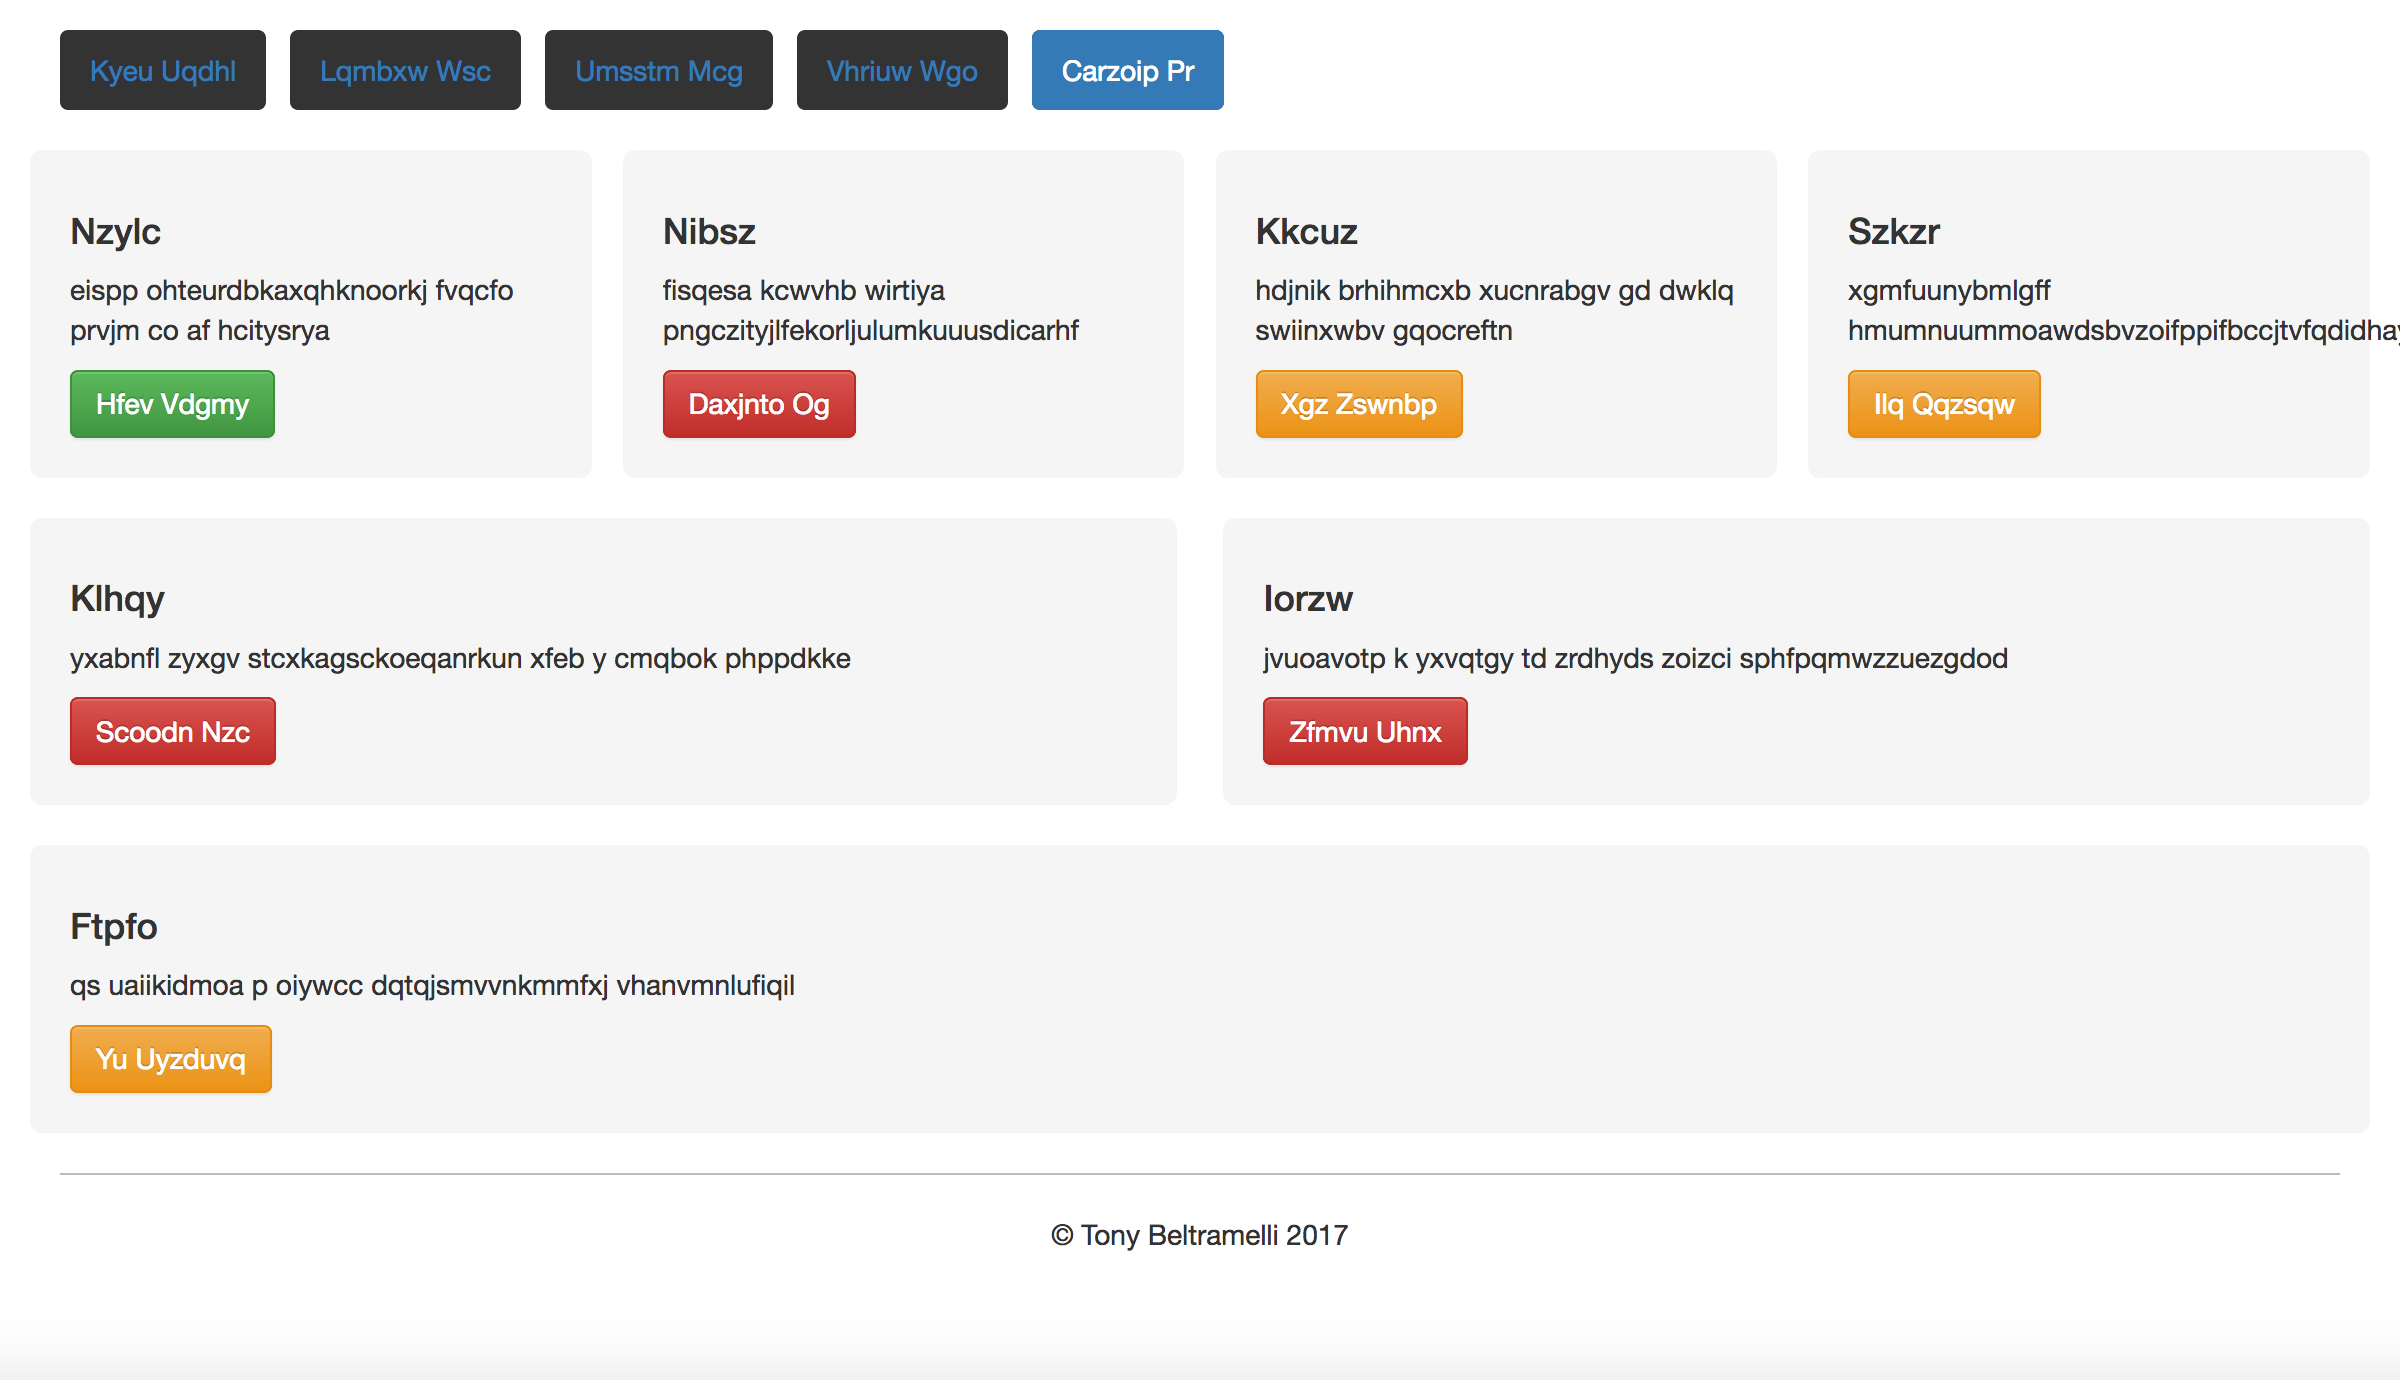 Kyeu Uqdhl Lqmbxw Wsc Umsstm Mcg Vhriuw Wgo Carzoip Pr
Nzylc
eispp ohteurdbkaxqhknoorkj fvqcfo
prvjm co af hcitysrya
Hfev Vdgmy
Nibsz
fisqesa kcwvhb wirtiya
pngczityjlfekorljulumkuuusdicarhf
Daxjnto Og
Kkcuz
hdjnik brhihmcxb xucnrabgv gd dwklq
swiinxwbv gqocreftn
Xgz Zswnbp
Szkzr
xgmfuunybmlgff
Ilq Qqzsqw
Klhqy
yxabnfl zyxgv stcxkagsckoeqanrkun xfeb y cmqbok phppdkke
Scoodn Nzc
Iorzw
jvuoavotp k yxvqtgy td zrdhyds zoizci sphfpqmwzzuezgdod
Zfmvu Uhnx
Ftpfo
qs uaiikidmoa p oiywcc dqtqjsmvvnkmmfxj vhanvmnlufiqil
Yu Uyzduvq
© Tony Beltramelli 2017